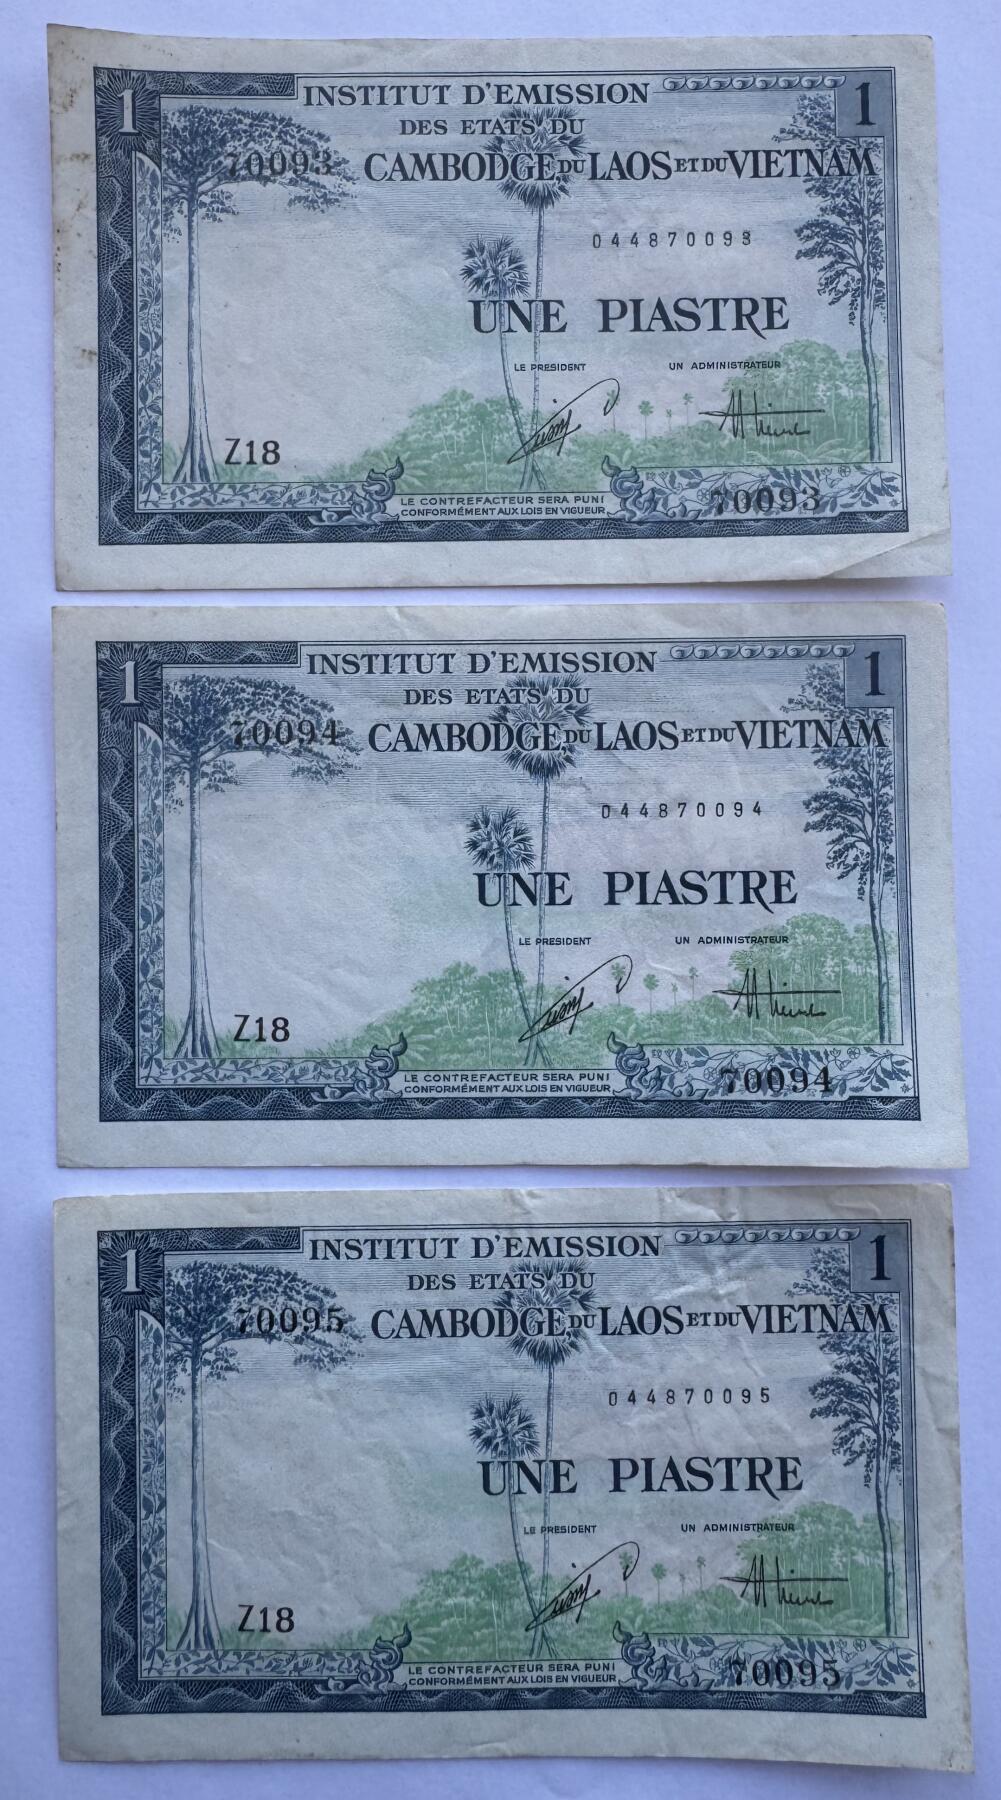 1 INSTITUT D'EMISSION 1
DES ETATS DU
70093 CAMBODGE DU LAOS ET DU VIETNAM
044870093
UNE PIASTRE
LE PRESIDENT UN ADMINISTRATEUR
Z18
70093
LE CONTREFACTEUR SERA PUNI
CONFORMÉMENT AUX LOIS EN VIGUEUR
1 INSTITUT D'EMISSION 1
DES ETATS DU
70094 CAMBODGE DU LAOS ET DU VIETNAM
044870094
UNE PIASTRE
LE PRESIDENT UN ADMINISTRATEUR
Z18
70094
LE CONTREFACTEUR SERA PUNI
CONFORMÉMENT AUX LOIS EN VIGUEUR
1 INSTITUT D'EMISSION 1
DES ETATS DU
70095 CAMBODGE DU LAOS ET DU VIETNAM
044870095
UNE PIASTRE
LE PRESIDENT UN ADMINISTRATEUR
Z18
70095
LE CONTREFACTEUR SERA PUNI
CONFORMÉMENT AUX LOIS EN VIGUEUR